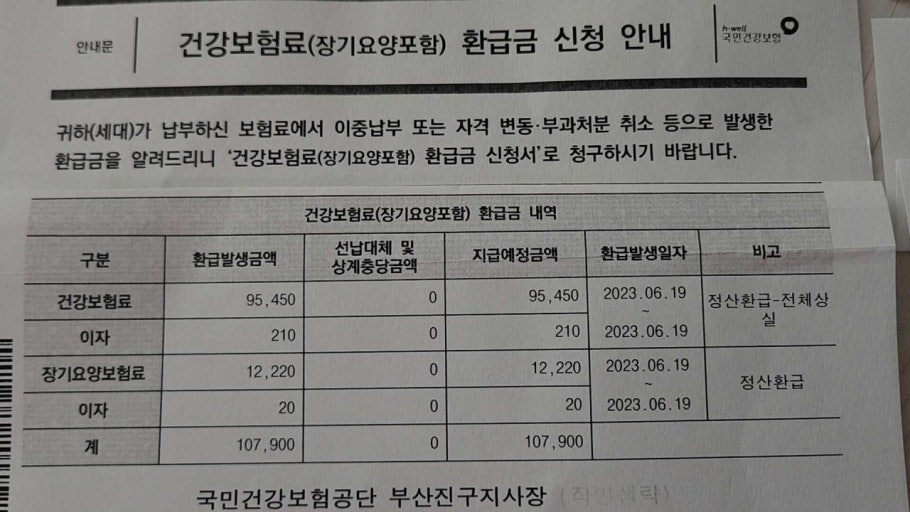 안내문
건강보험료(장기요양포함) 환급금 신청 안내
h-well
국민건강보험
귀하(세대)가 납부하신 보험료에서 이중납부 또는 자격 변동·부과처분 취소 등으로 발생한
환급금을 알려드리니 '건강보험료(장기요양포함) 환급금 신청서'로 청구하시기 바랍니다.
건강보험료(장기요양포함) 환급금 내역
구분 환급발생금액 선납대체 및 상계충당금액 지급예정금액 환급발생일자 비고
건강보험료 95,450 0 95,450 2023.06.19 ~ 2023.06.19 정산환급-전체상실
이자 210 0 210
장기요양보험료 12,220 0 12,220 2023.06.19 ~ 2023.06.19 정산환급
이자 20 0 20
계 107,900 0 107,900
국민건강보험공단 부산진구지사장 (직인생략)